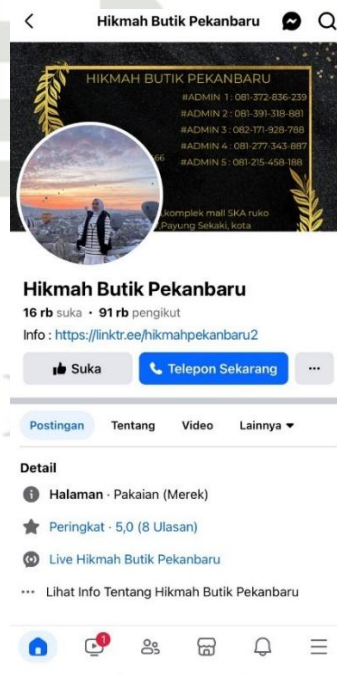 Hikmah Butik Pekanbaru
HIKMAH BUTIK PEKANBARU
#ADMIN 1 : 081-372-836-239
#ADMIN 2 : 081-391-318-881
#ADMIN 3 : 082-171-928-788
#ADMIN 4 : 081-277-343-887
66 #ADMIN 5 : 081-215-458-188
,komplek mall SKA ruko
,Payung Sekaki, kota
Hikmah Butik Pekanbaru
16 rb suka • 91 rb pengikut
Info : https://linktr.ee/hikmahpekanbaru2
Suka
Telepon Sekarang
Postingan Tentang Video Lainnya
Detail
Halaman · Pakaian (Merek)
Peringkat · 5,0 (8 Ulasan)
Live Hikmah Butik Pekanbaru
Lihat Info Tentang Hikmah Butik Pekanbaru
1